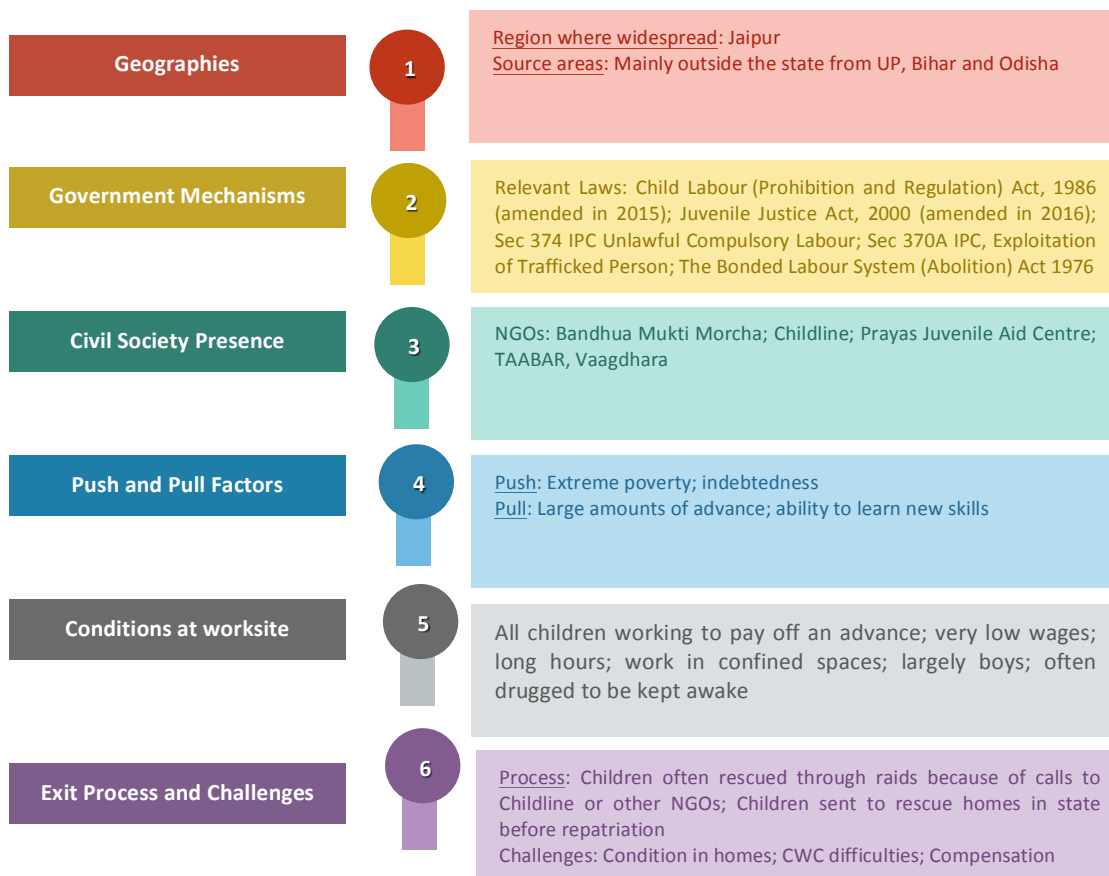 Geographies
1
Region where widespread: Jaipur
Source areas: Mainly outside the state from UP, Bihar and Odisha
Government Mechanisms
2
Relevant Laws: Child Labour (Prohibition and Regulation) Act, 1986
(amended in 2015); Juvenile Justice Act, 2000 (amended in 2016);
Sec 374 IPC Unlawful Compulsory Labour; Sec 370A IPC, Exploitation
of Trafficked Person; The Bonded Labour System (Abolition) Act 1976
Civil Society Presence
3
NGOs: Bandhua Mukti Morcha; Childline; Prayas Juvenile Aid Centre;
TAABAR, Vaagdhara
Push and Pull Factors
4
Push: Extreme poverty; indebtedness
Pull: Large amounts of advance; ability to learn new skills
Conditions at worksite
5
All children working to pay off an advance; very low wages;
long hours; work in confined spaces; largely boys; often
drugged to be kept awake
Exit Process and Challenges
6
Process: Children often rescued through raids because of calls to
Childline or other NGOs; Children sent to rescue homes in state
before repatriation
Challenges: Condition in homes; CWC difficulties; Compensation